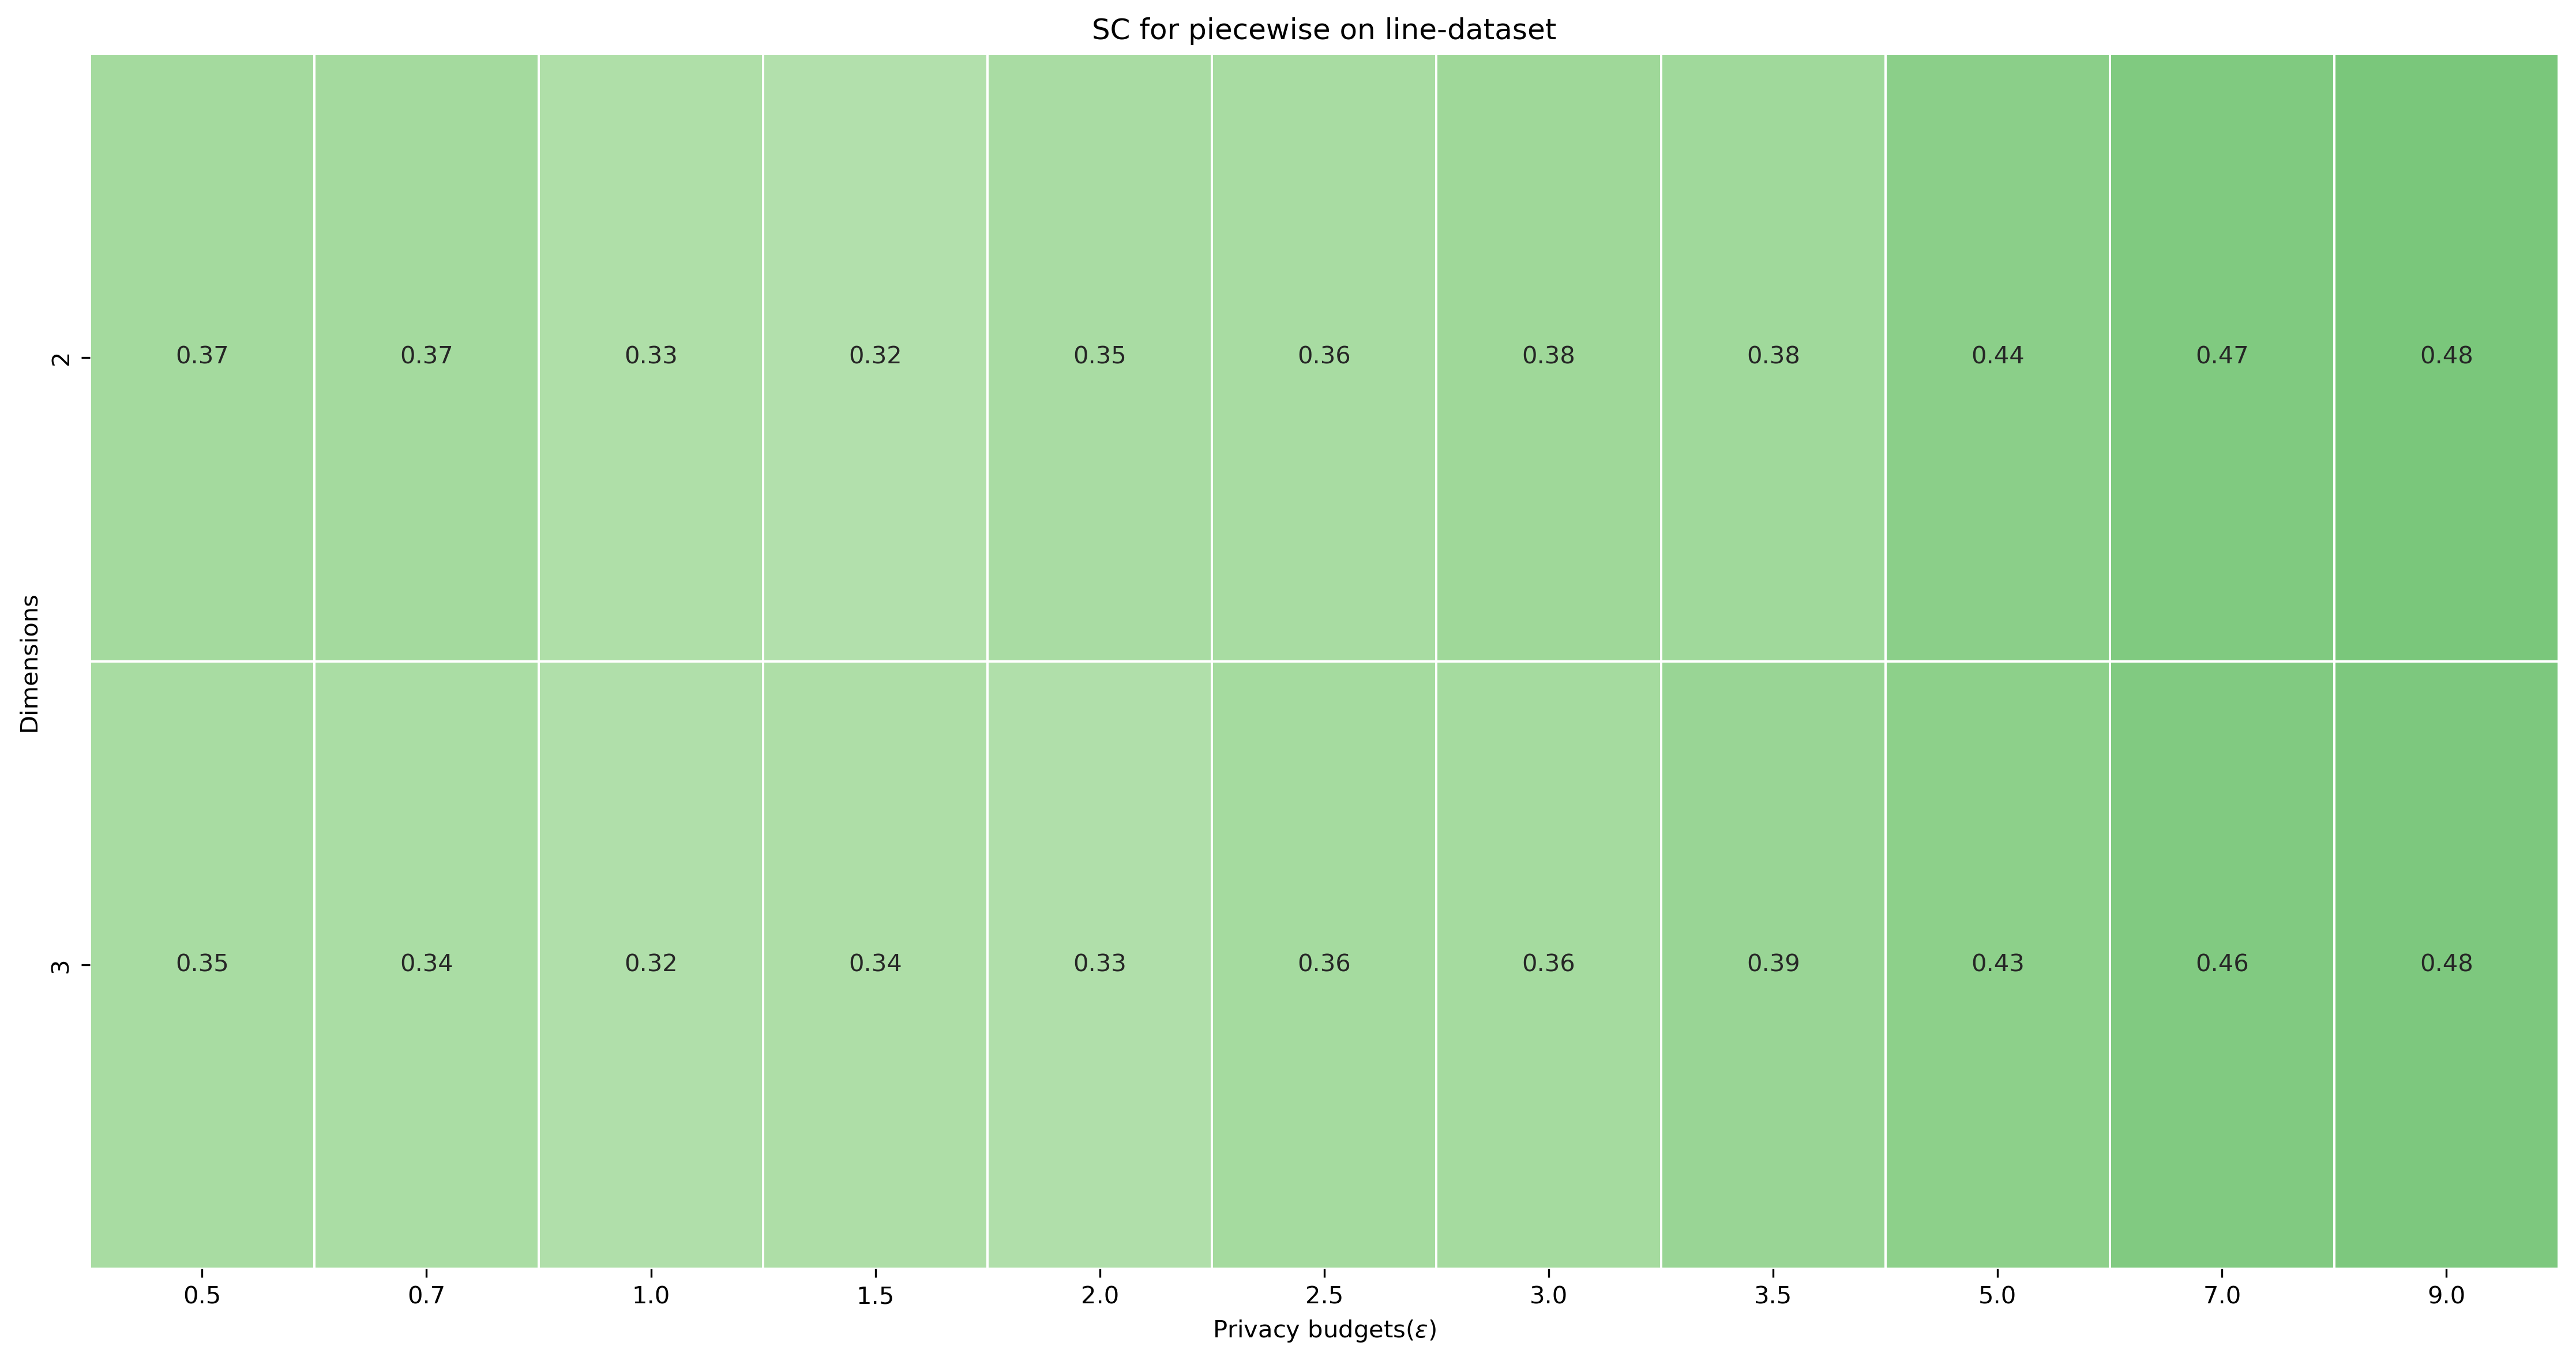 SC for piecewise on line-dataset
2
0.37 0.37 0.33 0.32 0.35 0.36 0.38 0.38 0.44 0.47 0.48
Dimensions
3
0.35 0.34 0.32 0.34 0.33 0.36 0.36 0.39 0.43 0.46 0.48
0.5 0.7 1.0 1.5 2.0 2.5 3.0 3.5 5.0 7.0 9.0
Privacy budgets(ε)